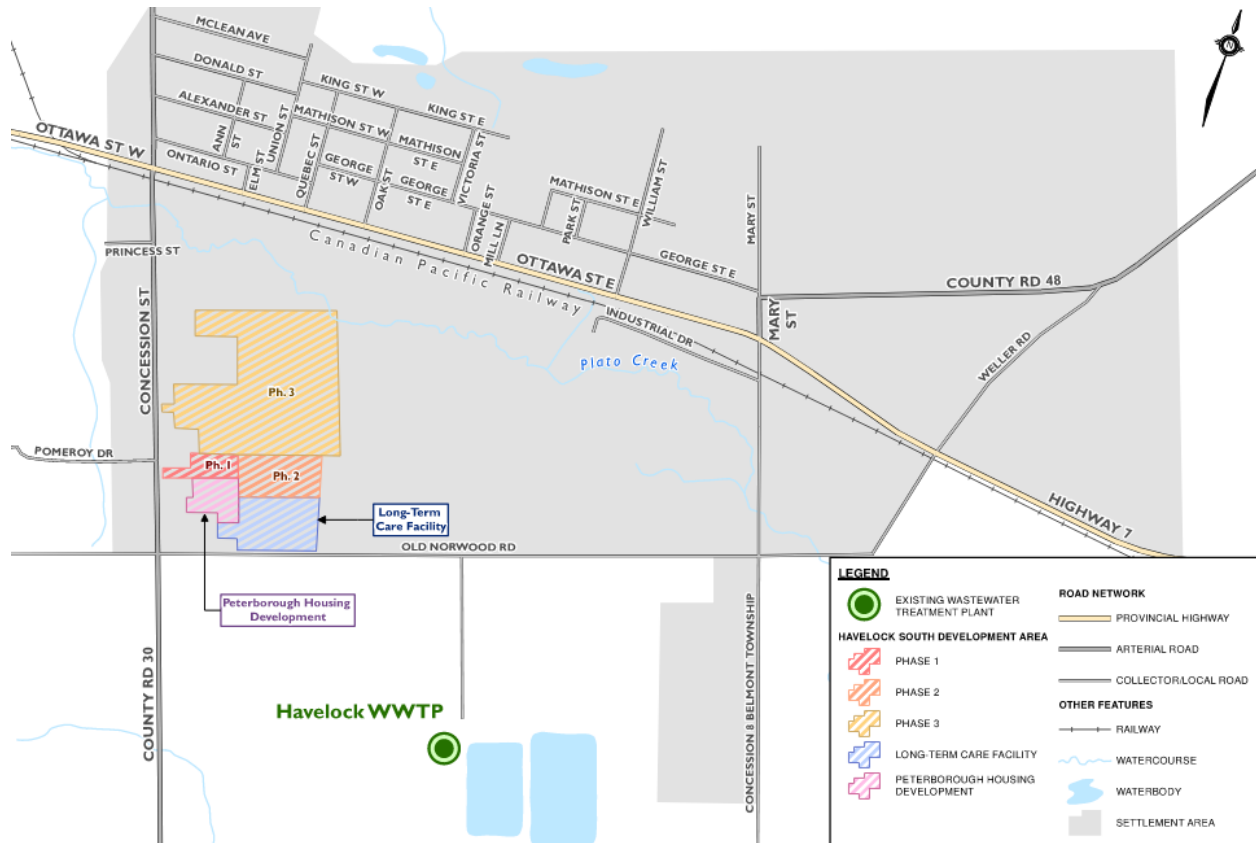 MCLEAN AVE
N
DONALD ST
KING ST W
KING ST E
ALEXANDER ST
ANN
ST
UNION ST
MATHISON ST W
MATHISON
ST E
VICTORIA ST
OTTAWA ST W
ONTARIO ST
ELM ST
QUEBEC ST
GEORGE
ST W
OAK ST
GEORGE
ST E
ORANGE ST
MILL LN
MATHISON ST E
PARK ST
WILLIAM ST
MARY ST
PRINCESS ST
Canadian Pacific Railway
OTTAWA ST E
GEORGE ST E
COUNTY RD 48
MARY
ST
INDUSTRIAL DR
WELLER RD
Plato Creek
CONCESSION ST
Ph. 3
POMEROY DR
Ph. 1
Ph. 2
Long-Term
Care Facility
HIGHWAY 7
OLD NORWOOD RD
Peterborough Housing
Development
COUNTY RD 30
Havelock WWTP
CONCESSION 8 BELMONT TOWNSHIP
LEGEND
EXISTING WASTEWATER
TREATMENT PLANT
HAVELOCK SOUTH DEVELOPMENT AREA
PHASE 1
PHASE 2
PHASE 3
LONG-TERM CARE FACILITY
PETERBOROUGH HOUSING
DEVELOPMENT
ROAD NETWORK
PROVINCIAL HIGHWAY
ARTERIAL ROAD
COLLECTOR/LOCAL ROAD
OTHER FEATURES
RAILWAY
WATERCOURSE
WATERBODY
SETTLEMENT AREA